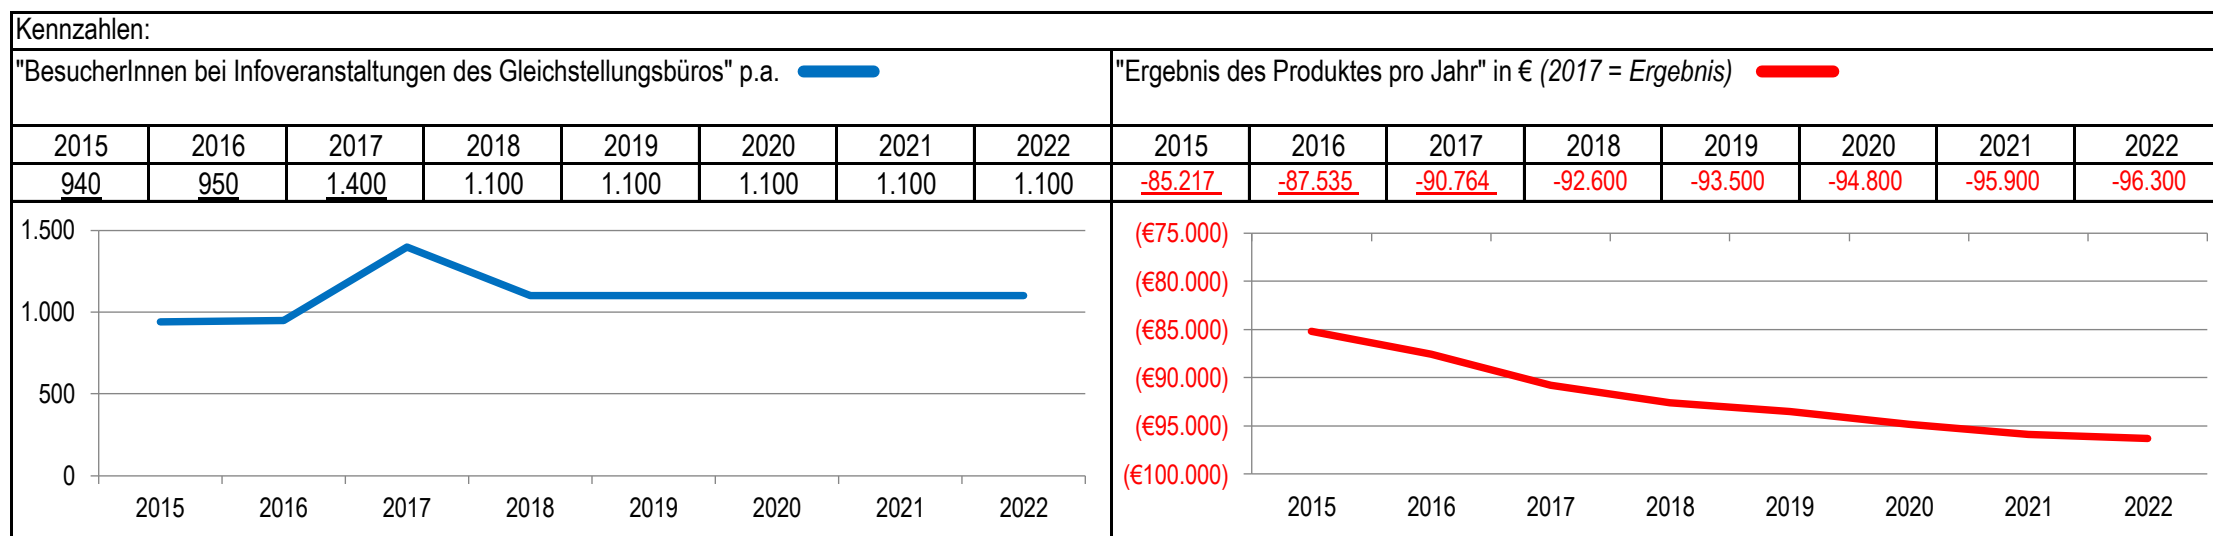 Kennzahlen:
"BesucherInnen bei Infoveranstaltungen des Gleichstellungsbüros" p.a.
"Ergebnis des Produktes pro Jahr" in € (2017 = Ergebnis)
2015 2016 2017 2018 2019 2020 2021 2022 2015 2016 2017 2018 2019 2020 2021 2022
940 950 1.400 1.100 1.100 1.100 1.100 1.100 -85.217 -87.535 -90.764 -92.600 -93.500 -94.800 -95.900 -96.300
1.500
1.000
500
0
2015 2016 2017 2018 2019 2020 2021 2022
(€75.000)
(€80.000)
(€85.000)
(€90.000)
(€95.000)
(€100.000)
2015 2016 2017 2018 2019 2020 2021 2022